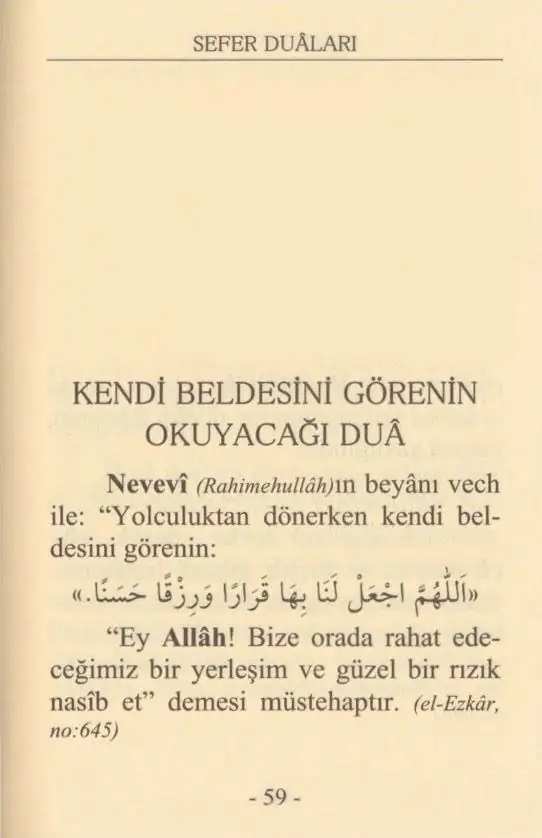 SEFER DUÂLARI
KENDİ BELDESİNİ GÖRENİN
OKUYACAĞI DUÂ
Nevevî (Rahimehullâh)ın beyânı vech
ile: “Yolculuktan dönerken kendi bel-
desini görenin:
«اَللّٰهُمَّ اجْعَلْ لَنَا بِهَا قَرَارًا وَرِزْقًا حَسَنًا.»
“Ey Allâh! Bize orada rahat ede-
ceğimiz bir yerleşim ve güzel bir rızık
nasîb et” demesi müstehaptır. (el-Ezkâr,
no:645)
- 59 -